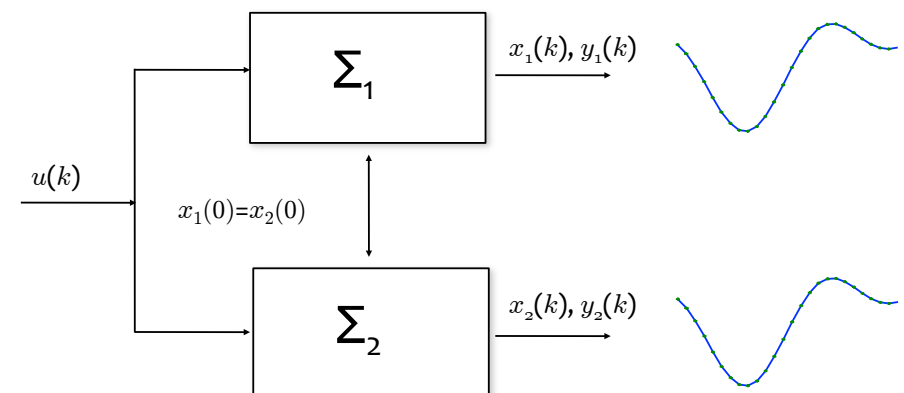 x₁(k), y₁(k)
Σ₁
u(k)
x₁(0)=x₂(0)
x₂(k), y₂(k)
Σ₂